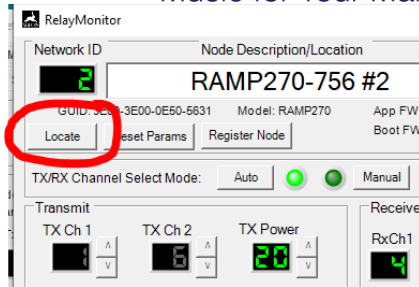 RelayMonitor
Network ID Node Description/Location
2 RAMP270-756 #2
Model: RAMP270 App FW
Locate Reset Params Register Node Boot FW
TX/RX Channel Select Mode: Auto Manual
Transmit Receive
TX Ch 1 TX Ch 2 TX Power RxCh1
1 6 20 4